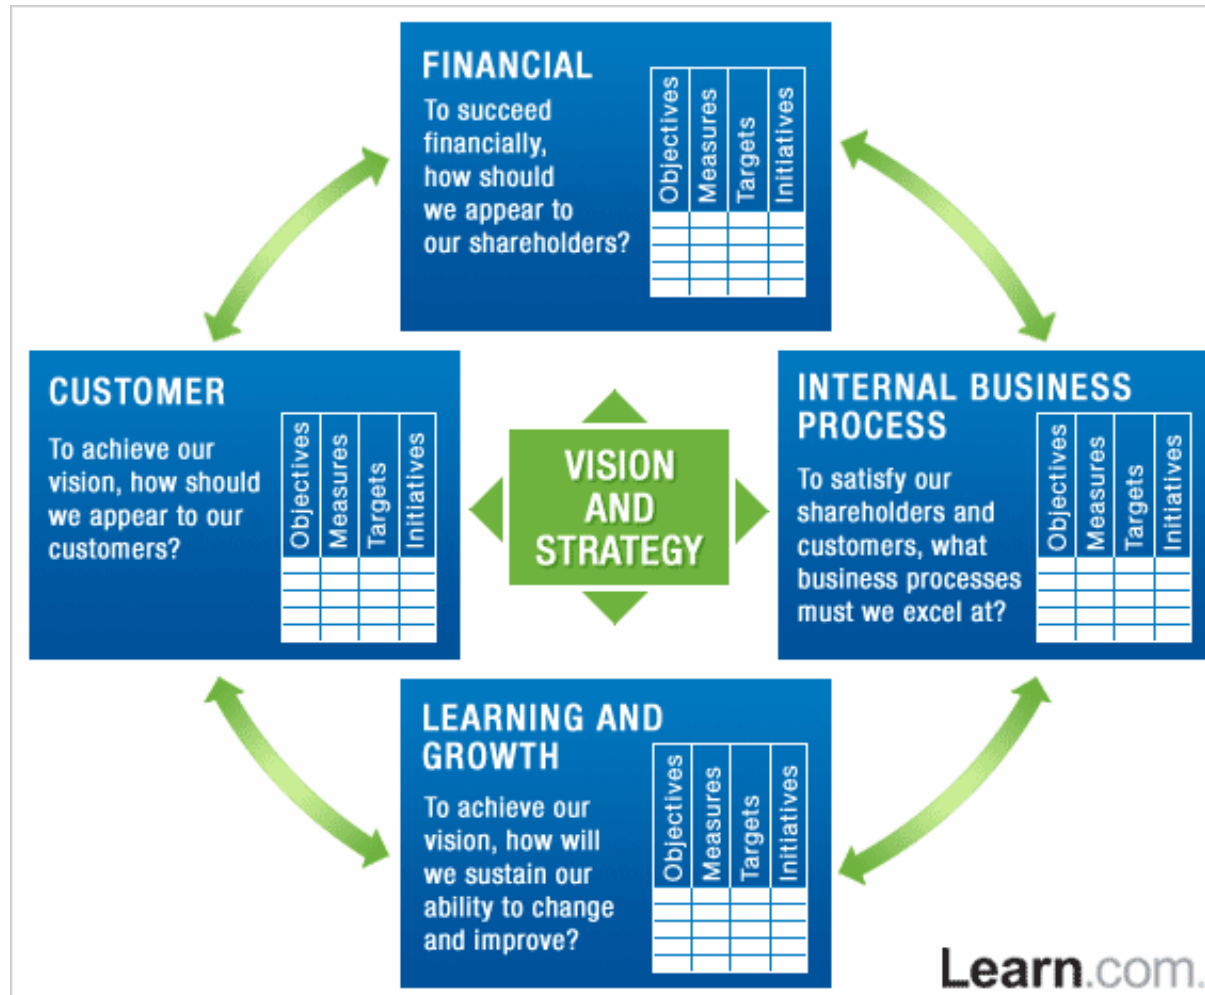 FINANCIAL
To succeed
financially,
how should
we appear to
our shareholders?
Objectives
Measures
Targets
Initiatives
CUSTOMER
To achieve our
vision, how should
we appear to our
customers?
Objectives
Measures
Targets
Initiatives
VISION
AND
STRATEGY
INTERNAL BUSINESS
PROCESS
To satisfy our
shareholders and
customers, what
business processes
must we excel at?
Objectives
Measures
Targets
Initiatives
LEARNING AND
GROWTH
To achieve our
vision, how will
we sustain our
ability to change
and improve?
Objectives
Measures
Targets
Initiatives
Learn.com.